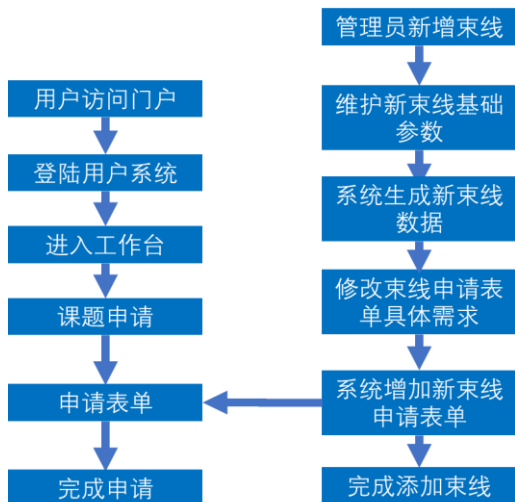 用户访问门户
登陆用户系统
进入工作台
课题申请
申请表单
完成申请
管理员新增束线
维护新束线基础
参数
系统生成新束线
数据
修改束线申请表
单具体需求
系统增加新束线
申请表单
完成添加束线